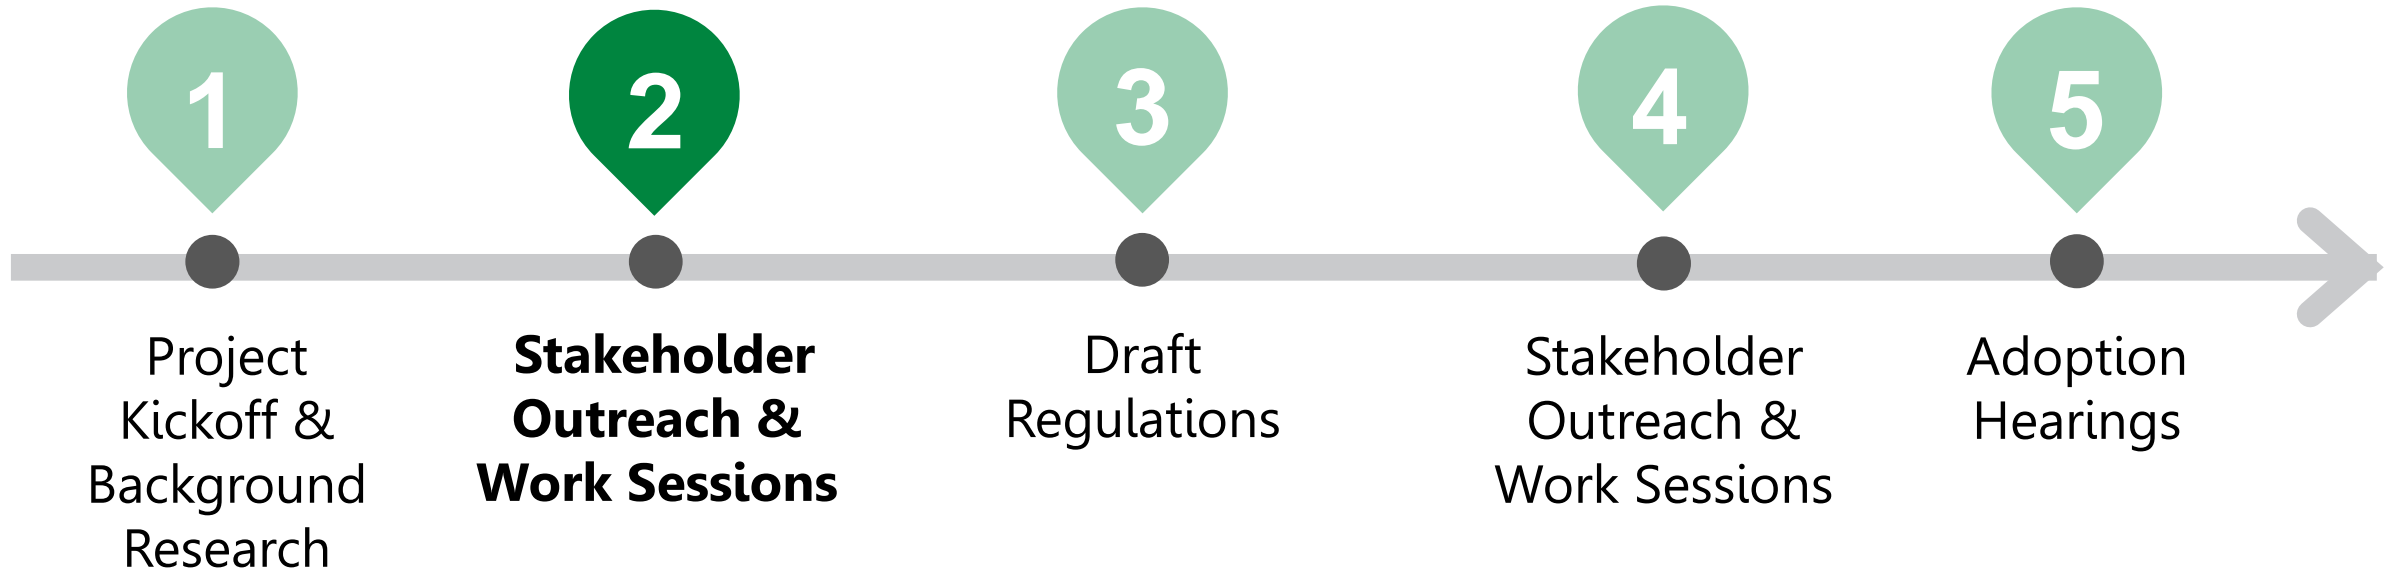 1
2
3
4
5
Project
Kickoff &
Background
Research
Stakeholder
Outreach &
Work Sessions
Draft
Regulations
Stakeholder
Outreach &
Work Sessions
Adoption
Hearings